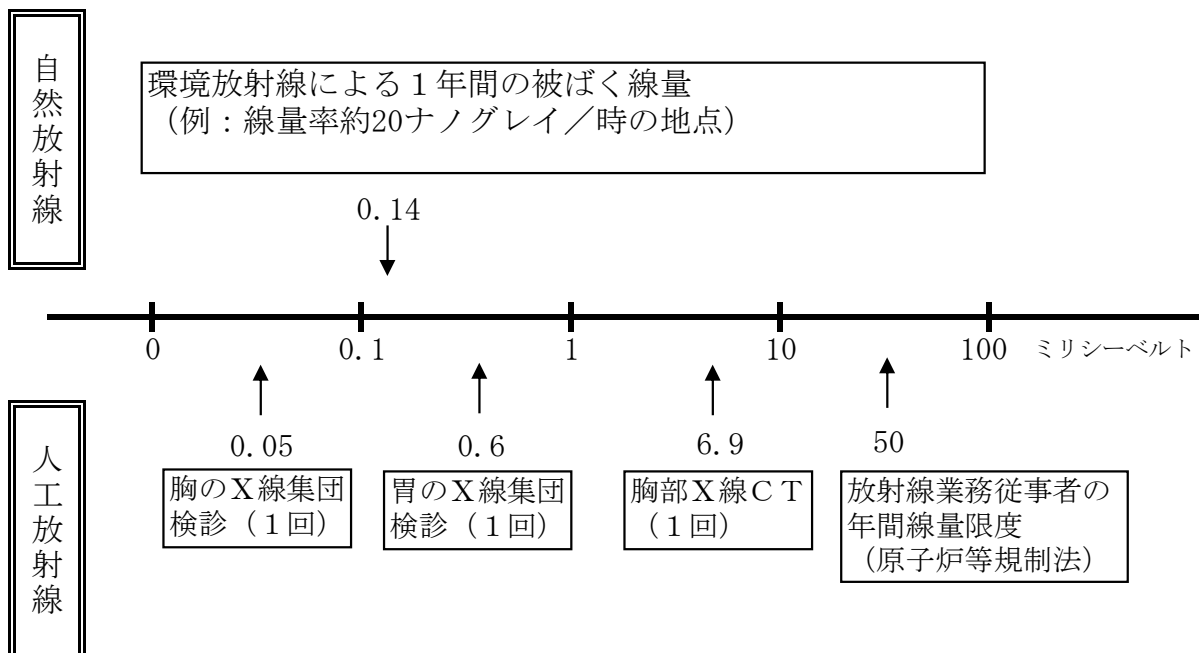 自然放射線
環境放射線による１年間の被ばく線量
（例：線量率約20ナノグレイ／時の地点）
0.14
0
0.1
1
10
100
ミリシーベルト
人工放射線
0.05
胸のＸ線集団
検診（１回）
0.6
胃のＸ線集団
検診（１回）
6.9
胸部Ｘ線ＣＴ
（１回）
50
放射線業務従事者の
年間線量限度
（原子炉等規制法）